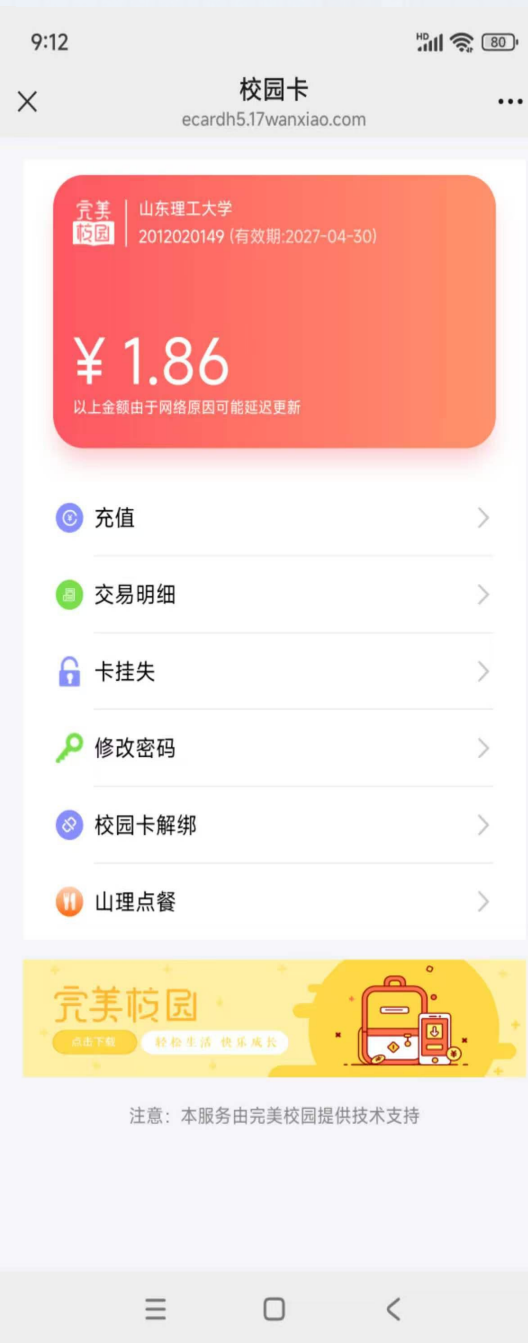 9:12
HD
80
校园卡
ecardh5.17wanxiao.com
完美
校园
山东理工大学
2012020149 (有效期:2027-04-30)
¥ 1.86
以上金额由于网络原因可能延迟更新
充值
交易明细
卡挂失
修改密码
校园卡解绑
山理点餐
完美校园
点击下载
轻松生活 快乐成长
注意：本服务由完美校园提供技术支持